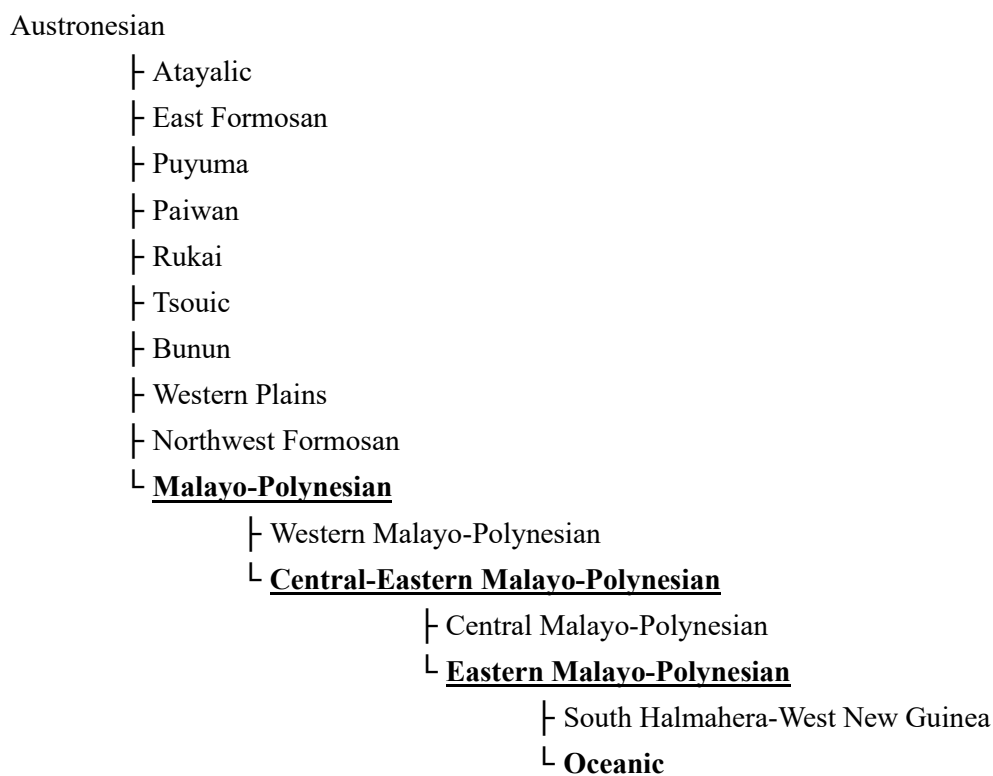 Austronesian
├ Atayalic
├ East Formosan
├ Puyuma
├ Paiwan
├ Rukai
├ Tsouic
├ Bunun
├ Western Plains
├ Northwest Formosan
└ Malayo-Polynesian
├ Western Malayo-Polynesian
└ Central-Eastern Malayo-Polynesian
├ Central Malayo-Polynesian
└ Eastern Malayo-Polynesian
├ South Halmahera-West New Guinea
└ Oceanic